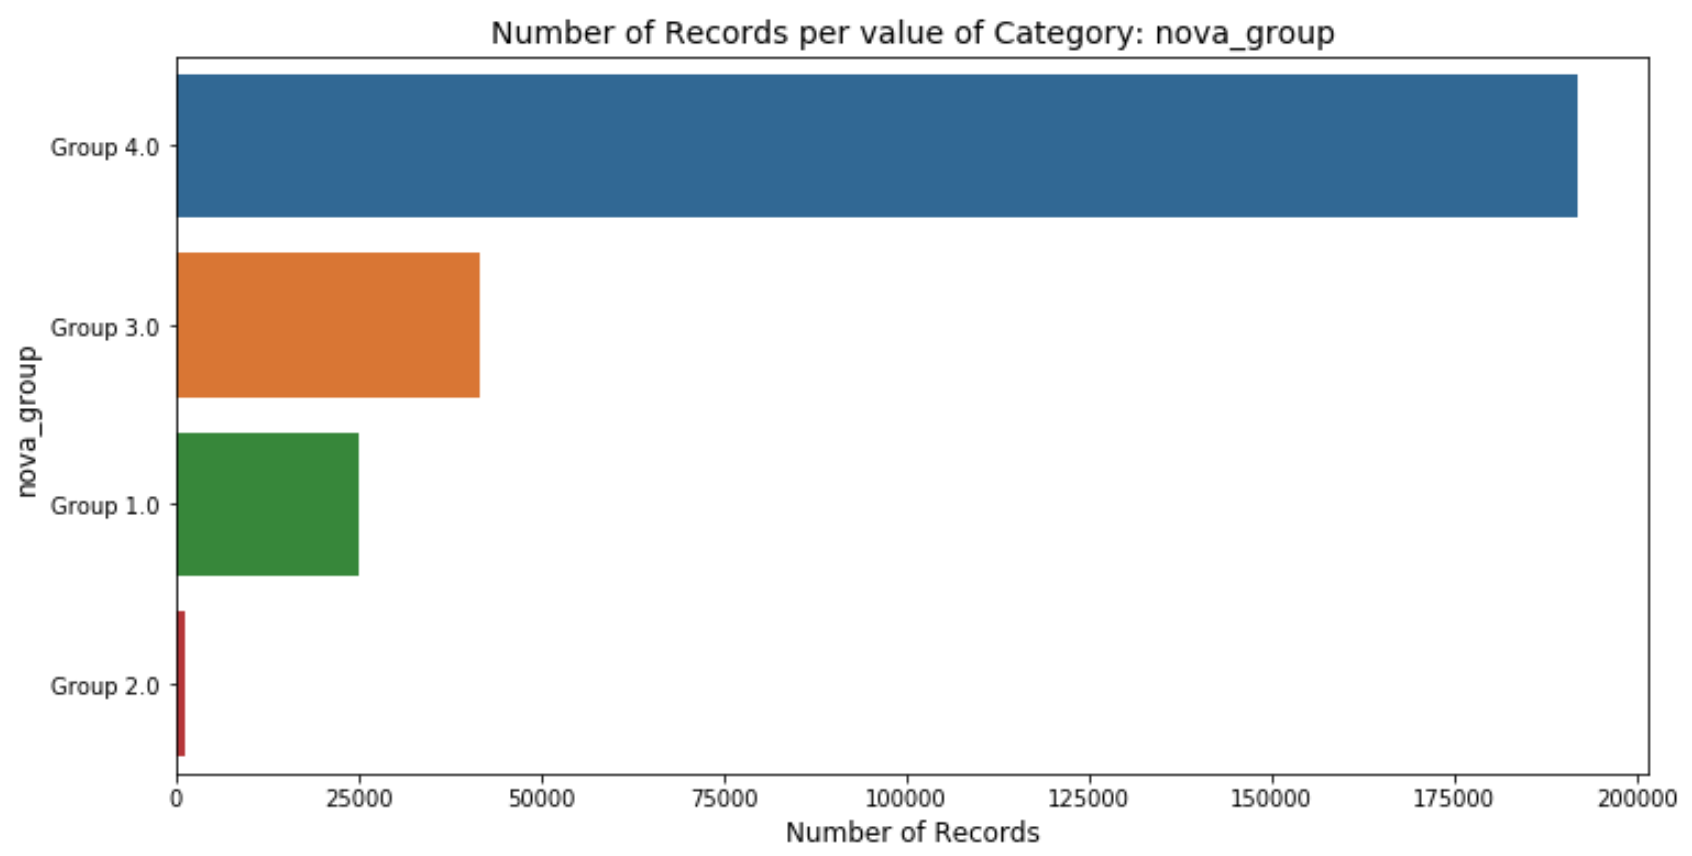 Number of Records per value of Category: nova_group
Group 4.0
Group 3.0
Group 1.0
Group 2.0
nova_group
0 25000 50000 75000 100000 125000 150000 175000 200000
Number of Records